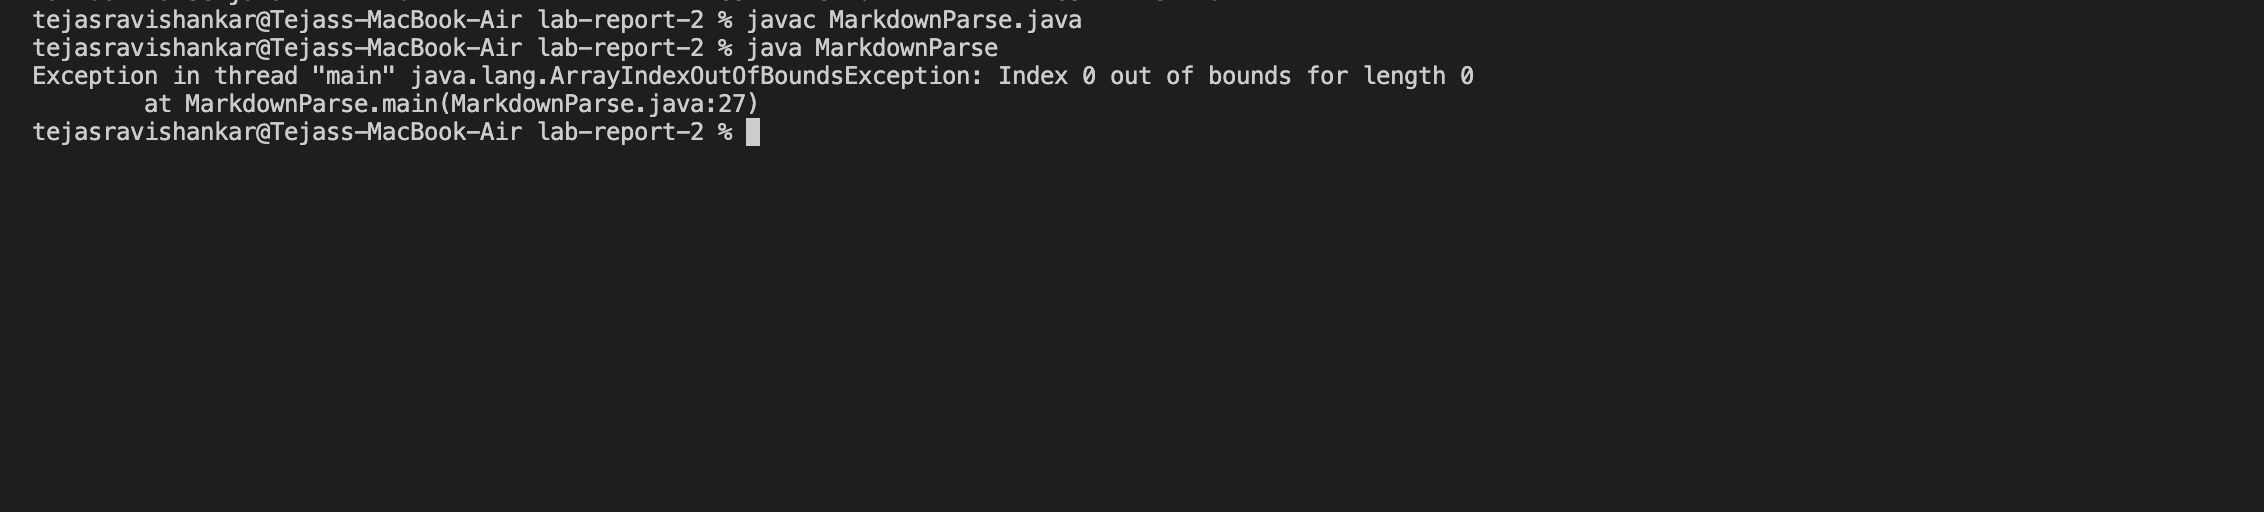 tejasravishankar@Tejass-MacBook-Air lab-report-2 % javac MarkdownParse.java
tejasravishankar@Tejass-MacBook-Air lab-report-2 % java MarkdownParse
Exception in thread "main" java.lang.ArrayIndexOutOfBoundsException: Index 0 out of bounds for length 0
        at MarkdownParse.main(MarkdownParse.java:27)
tejasravishankar@Tejass-MacBook-Air lab-report-2 %